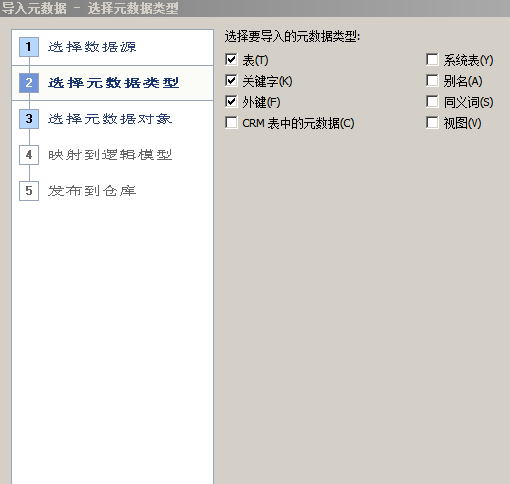 导入元数据 - 选择元数据类型
1 选择数据源
2 选择元数据类型
3 选择元数据对象
4 映射到逻辑模型
5 发布到仓库
选择要导入的元数据类型:
表(T)
系统表(Y)
关键字(K)
别名(A)
外键(F)
同义词(S)
CRM 表中的元数据(C)
视图(V)